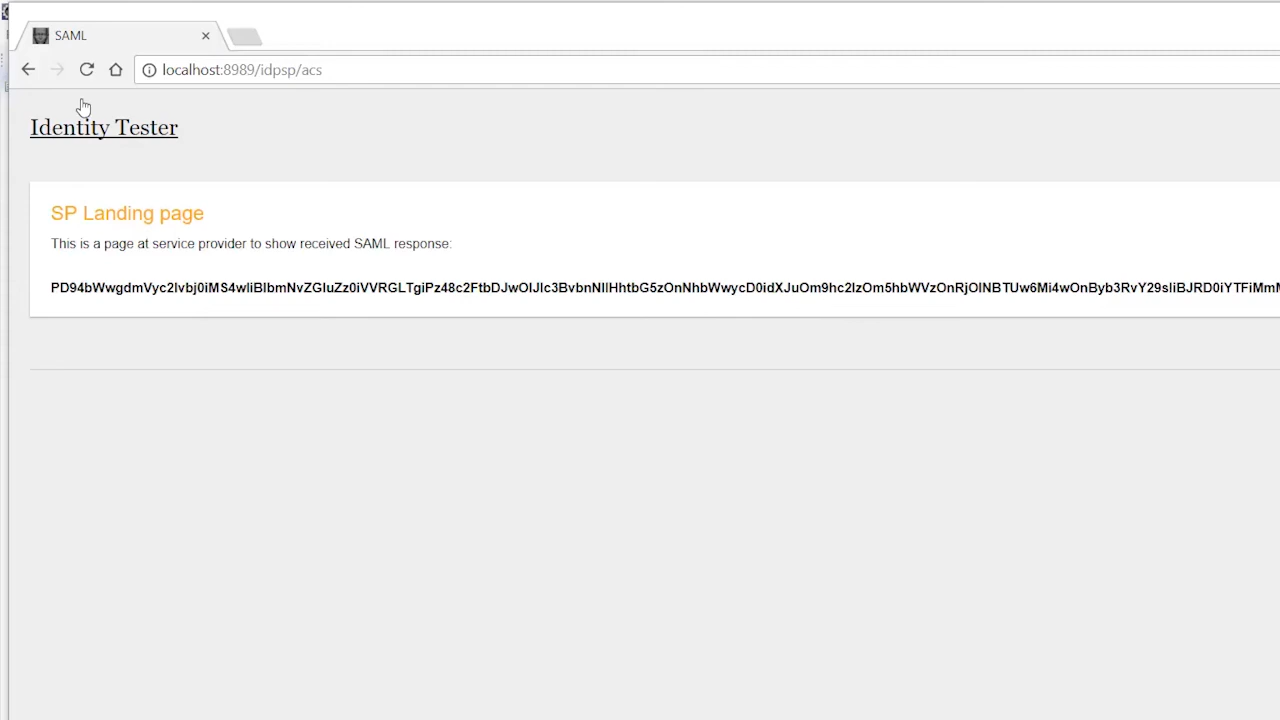 SAML
localhost:8989/idpsp/acs
Identity Tester
SP Landing page
This is a page at service provider to show received SAML response:
PD94bWwgdmVyc2lvbj0iMS4wIiBlbmNvZGluZz0iVVRGLTgiPz48c2FtbDJwOlJlc3BvbnNlIHhtbG5zOnNhbWwycD0idXJuOm9hc2lzOm5hbWVzOnRjOlNBTUw6Mi4wOnByb3RvY29sIiBJRD0iYTFiMmM